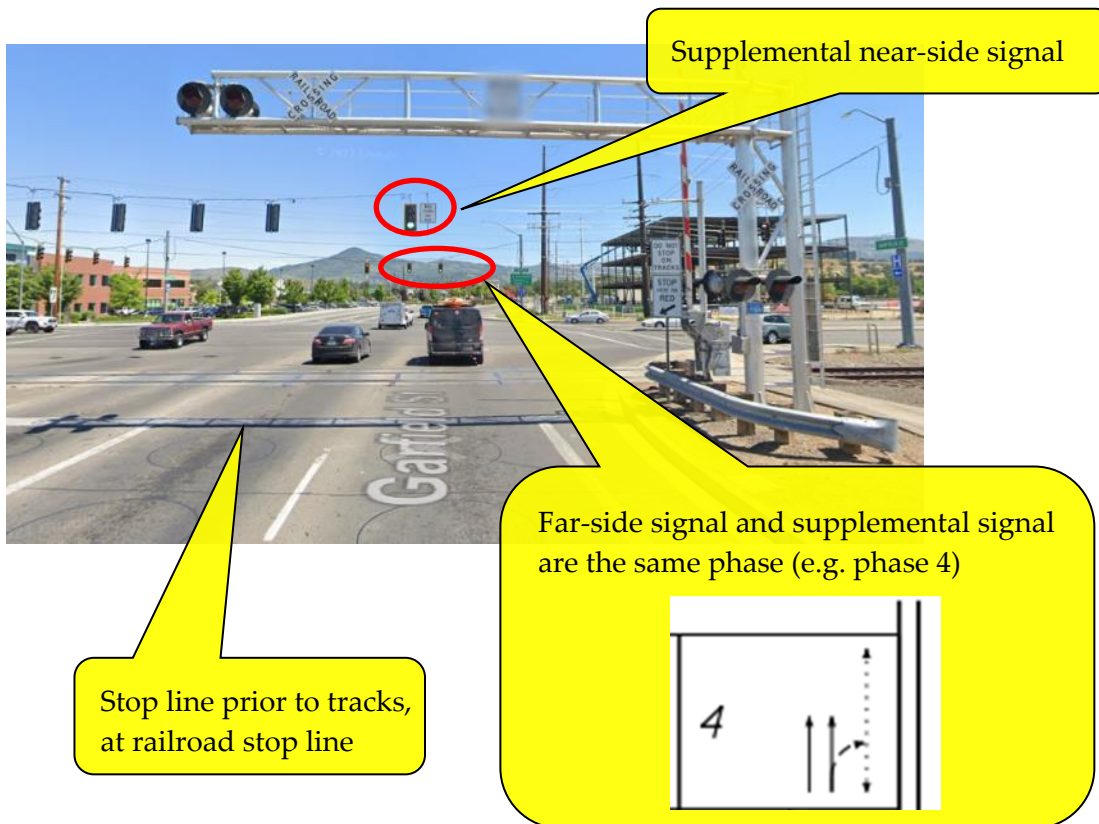 Supplemental near-side signal
RAILROAD
CROSSING
RAILROAD
CROSSING
DO NOT
STOP
ON
TRACKS
STOP
HERE ON
RED
Garfield St
Far-side signal and supplemental signal
are the same phase (e.g. phase 4)
4
Stop line prior to tracks,
at railroad stop line